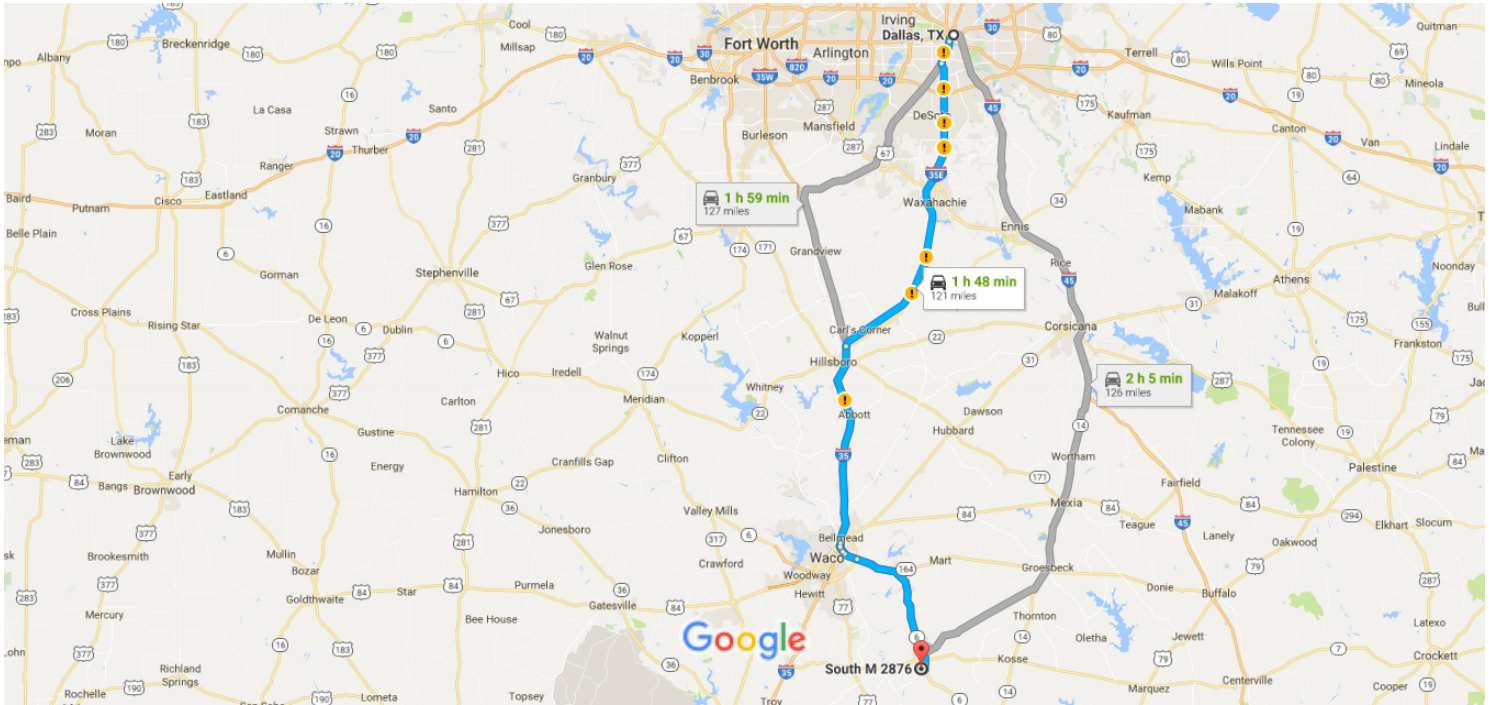 Irving
Dallas, TX
Cool
Quitman
Albany
Breckenridge
Millsap
Fort Worth
Arlington
Terrell
Wills Point
Mineola
Benbrook
La Casa
Santo
Mansfield
DeSo
Kaufman
Moran
Strawn
Burleson
Canton
Van
Lindale
Thurber
Ranger
Granbury
Kemp
Baird
Putnam
Cisco
Eastland
1 h 59 min
127 miles
Waxahachie
Mabank
Belle Plain
Ennis
Grandview
Rice
Gorman
Stephenville
Glen Rose
1 h 48 min
121 miles
Athens
Noonday
Malakoff
Cross Plains
Rising Star
De Leon
Dublin
Walnut
Springs
Kopperl
Carl's Corner
Corsicana
Frankston
Hillsboro
Hico
Iredell
Whitney
2 h 5 min
126 miles
Comanche
Carlton
Meridian
Abbott
Dawson
Gustine
Hubbard
Tennessee
Colony
Lake
Brownwood
Energy
Cranfills Gap
Clifton
Wortham
Palestine
Early
Bangs
Brownwood
Hamilton
Fairfield
Mexia
Valley Mills
Teague
Jonesboro
Elkhart
Slocum
Bellmead
Lanely
Oakwood
Brookesmith
Mullin
Crawford
Waco
Mart
Bozar
Woodway
Groesbeck
Purmela
Hewitt
Donie
Buffalo
Goldthwaite
Star
Gatesville
Mercury
Bee House
Thornton
Latexo
Google
Oletha
Jewett
Lohn
Richland
Springs
South M 2876
Kosse
Crockett
Rochelle
Lometa
Topsey
Troy
Marquez
Centerville
Cooper